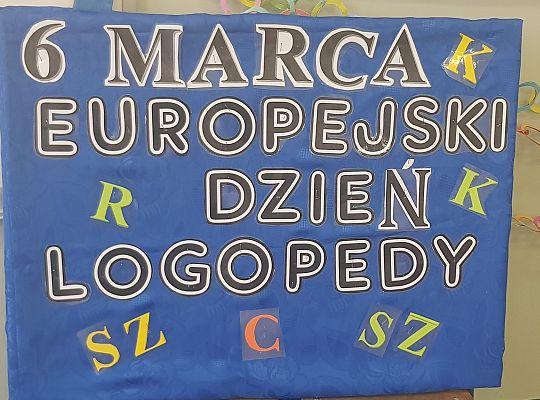 6 MARCA K
EUROPEJSKI
R DZIEŃ K
LOGOPEDY
SZ C SZ